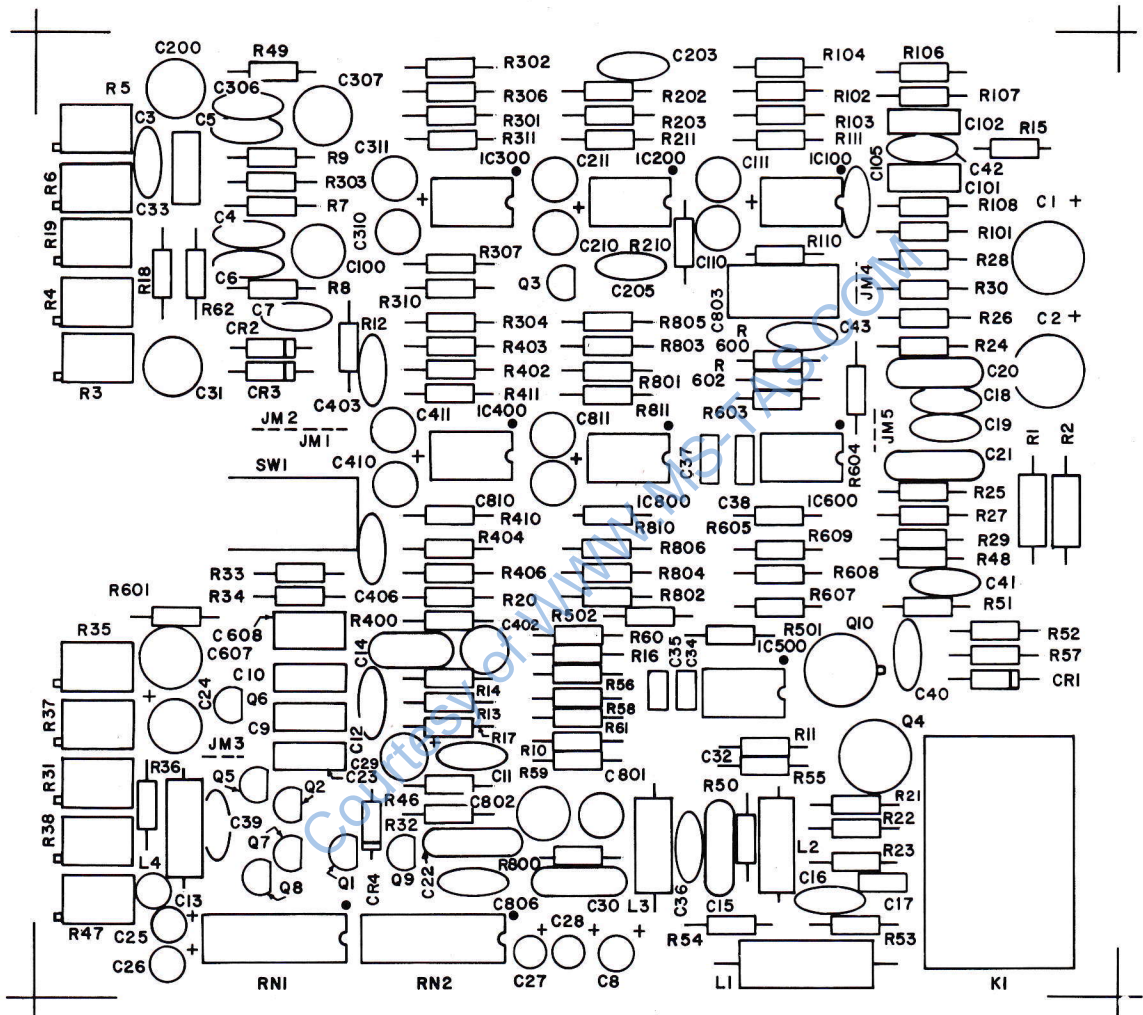 C200
R49
R302
C203
R104
R106
R5
C306
C307
R306
R202
R102
R107
C3
C5
R301
R203
R103
C102
R311
R211
R111
R15
C311
IC300
C211
IC200
C111
IC100
C105
C42
R9
C101
R6
R303
C33
R7
R108
C1 +
R19
C4
C310
R101
C210
R210
C110
R110
R18
C6
C100
R307
R28
R4
R62
R8
R310
Q3
C205
C803
JM4
R30
C7
R12
R304
R805
R
600
C43
R26
C2 +
CR2
R403
R803
R24
R3
C31
CR3
C403
R402
R801
R
602
C20
R411
R811
R603
C18
JM2
JM1
C411
IC400
C811
R604
JM5
C19
R1
R2
SW1
C410
C37
C21
C810
IC800
C38
IC600
R25
R410
R810
R605
R27
R404
R806
R609
R29
R33
R406
R804
R608
R48
R34
C406
R20
R802
R607
C41
R601
R400
C402
R502
R51
R35
C608
C607
C14
R60
R501
Q10
R52
R16
C35
C34
IC500
R57
C10
C24
Q6
R14
R56
C40
CR1
R37
C9
C12
R13
R58
Q4
JM3
R17
R61
R11
R31
R36
Q5
C29
C23
R10
R59
C32
R55
Q2
R46
C11
C801
R50
R21
R38
C39
Q7
R32
C802
R22
L4
C22
R800
L2
R23
C13
Q8
Q1
CR4
Q9
C16
R47
C25
C806
C30
L3
C36
C15
C17
C28
R54
R53
C26
RN1
RN2
C27
C8
L1
K1
Courtesy of WWW.MS-TAS.COM